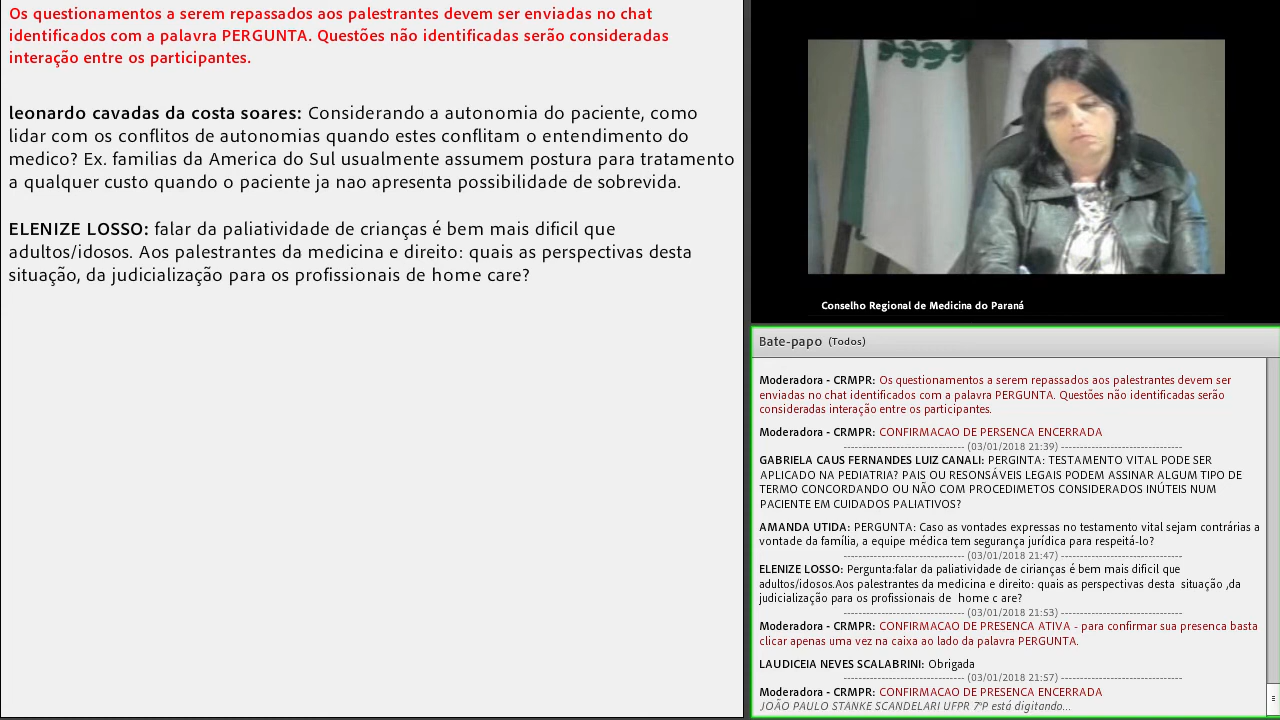 Os questionamentos a serem repassados aos palestrantes devem ser enviadas no chat
identificados com a palavra PERGUNTA. Questões não identificadas serão consideradas
interação entre os participantes.
leonardo cavadas da costa soares: Considerando a autonomia do paciente, como
lidar com os conflitos de autonomias quando estes conflitam o entendimento do
medico? Ex. familias da America do Sul usualmente assumem postura para tratamento
a qualquer custo quando o paciente ja nao apresenta possibilidade de sobrevida.
ELENIZE LOSSO: falar da paliatividade de crianças é bem mais dificil que
adultos/idosos. Aos palestrantes da medicina e direito: quais as perspectivas desta
situação, da judicialização para os profissionais de home care?
Conselho Regional de Medicina do Paraná
Bate-papo (Todos)
Moderadora - CRMPR: Os questionamentos a serem repassados aos palestrantes devem ser
enviadas no chat identificados com a palavra PERGUNTA. Questões não identificadas serão
consideradas interação entre os participantes.
Moderadora - CRMPR: CONFIRMACAO DE PERSENCA ENCERRADA
------------------------------- (03/01/2018 21:39) -------------------------------
GABRIELA CAUS FERNANDES LUIZ CANALI: PERGINTA: TESTAMENTO VITAL PODE SER
APLICADO NA PEDIATRIA? PAIS OU RESONSÁVEIS LEGAIS PODEM ASSINAR ALGUM TIPO DE
TERMO CONCORDANDO OU NÃO COM PROCEDIMETOS CONSIDERADOS INÚTEIS NUM
PACIENTE EM CUIDADOS PALIATIVOS?
AMANDA UTIDA: PERGUNTA: Caso as vontades expressas no testamento vital sejam contrárias a
vontade da família, a equipe médica tem segurança jurídica para respeitá-lo?
------------------------------- (03/01/2018 21:47) -------------------------------
ELENIZE LOSSO: Pergunta:falar da paliatividade de cirianças é bem mais dificil que
adultos/idosos.Aos palestrantes da medicina e direito: quais as perspectivas desta situação ,da
judicialização para os profissionais de home c are?
------------------------------- (03/01/2018 21:53) -------------------------------
Moderadora - CRMPR: CONFIRMACAO DE PRESENCA ATIVA - para confirmar sua presenca basta
clicar apenas uma vez na caixa ao lado da palavra PERGUNTA.
LAUDICEIA NEVES SCALABRINI: Obrigada
------------------------------- (03/01/2018 21:57) -------------------------------
Moderadora - CRMPR: CONFIRMACAO DE PRESENCA ENCERRADA
JOÃO PAULO STANKE SCANDELARI UFPR 7ºP está digitando...